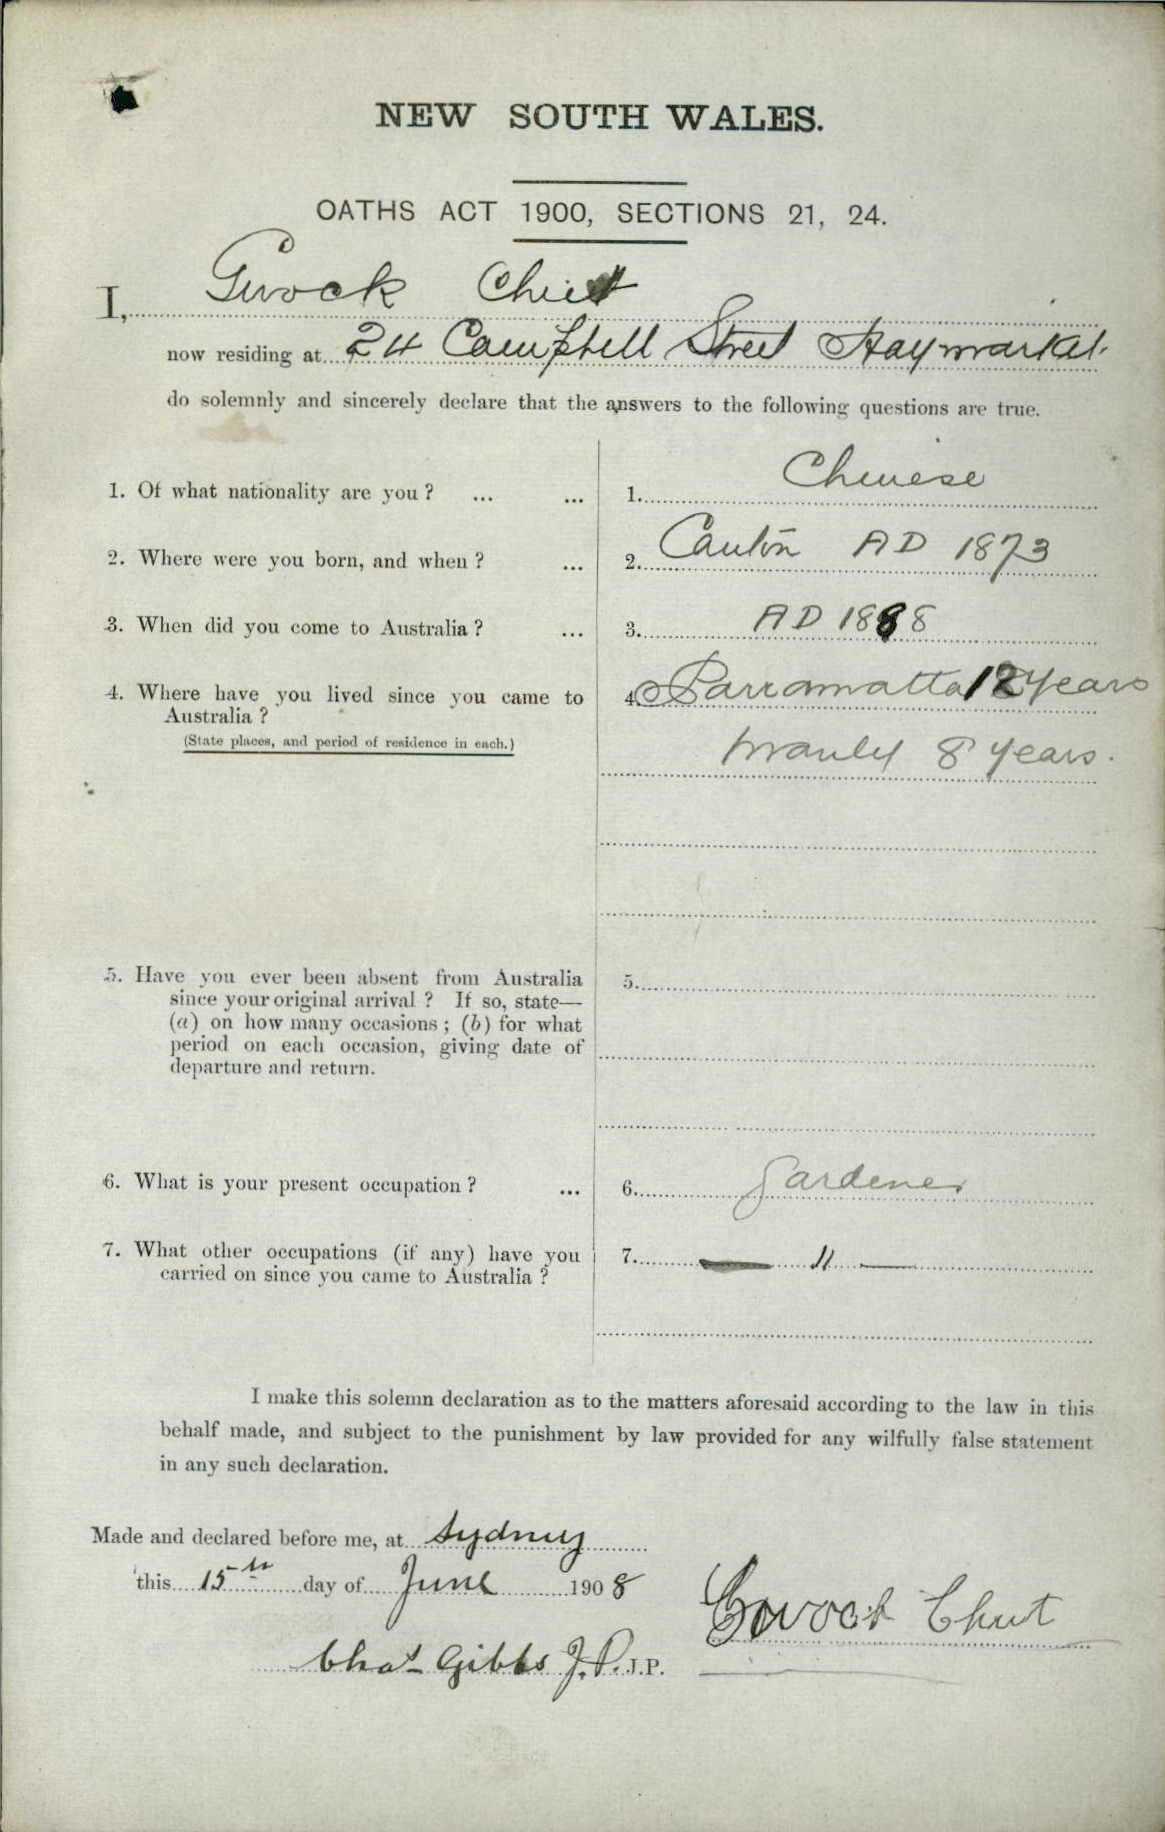 NEW SOUTH WALES.
OATHS ACT 1900, SECTIONS 21, 24.
I, Gwock Chut
now residing at 24 Campbell Street Haymarket.
do solemnly and sincerely declare that the answers to the following questions are true.
1. Of what nationality are you? ... ... 1. Chinese
2. Where were you born, and when? ... 2. Canton AD 1873
3. When did you come to Australia? ... 3. AD 1888
4. Where have you lived since you came to 4. Parramatta 12 Years
Australia?
(State places, and period of residence in each.)
Manly 8 years.
5. Have you ever been absent from Australia 5.
since your original arrival? If so, state—
(a) on how many occasions; (b) for what
period on each occasion, giving date of
departure and return.
6. What is your present occupation? ... 6. Gardener
7. What other occupations (if any) have you 7. — " —
carried on since you came to Australia?
I make this solemn declaration as to the matters aforesaid according to the law in this
behalf made, and subject to the punishment by law provided for any wilfully false statement
in any such declaration.
Made and declared before me, at Sydney
this 15th day of June 1908
Gwock Chut
Chas Gibbs J.P. J.P.